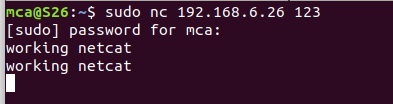 mca@S26:~$ sudo nc 192.168.6.26 123
[sudo] password for mca:
working netcat
working netcat